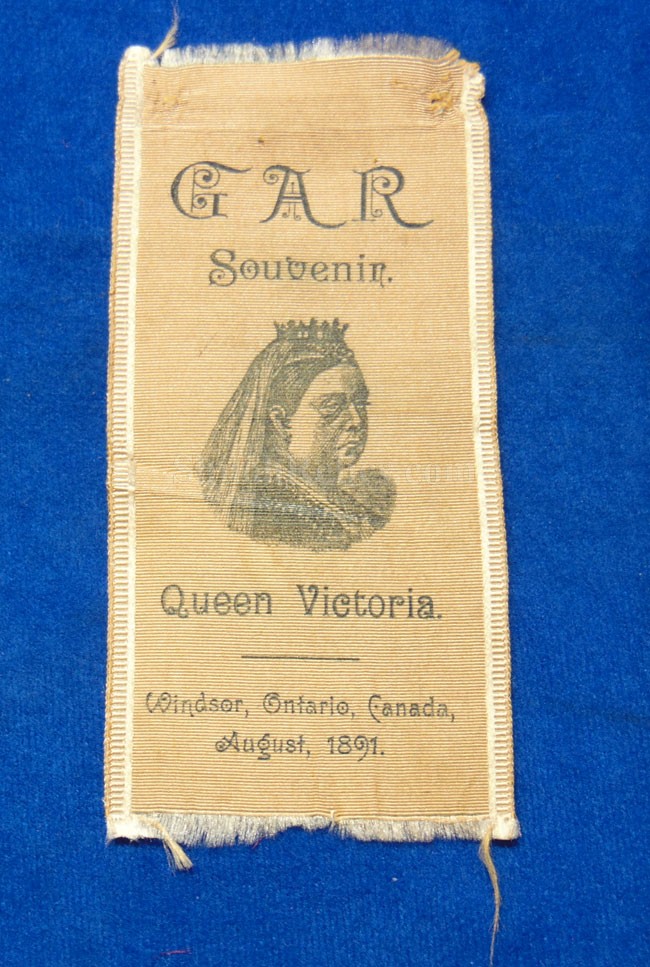 GAR
Souvenir.
Queen Victoria.
Windsor, Ontario, Canada,
August, 1891.